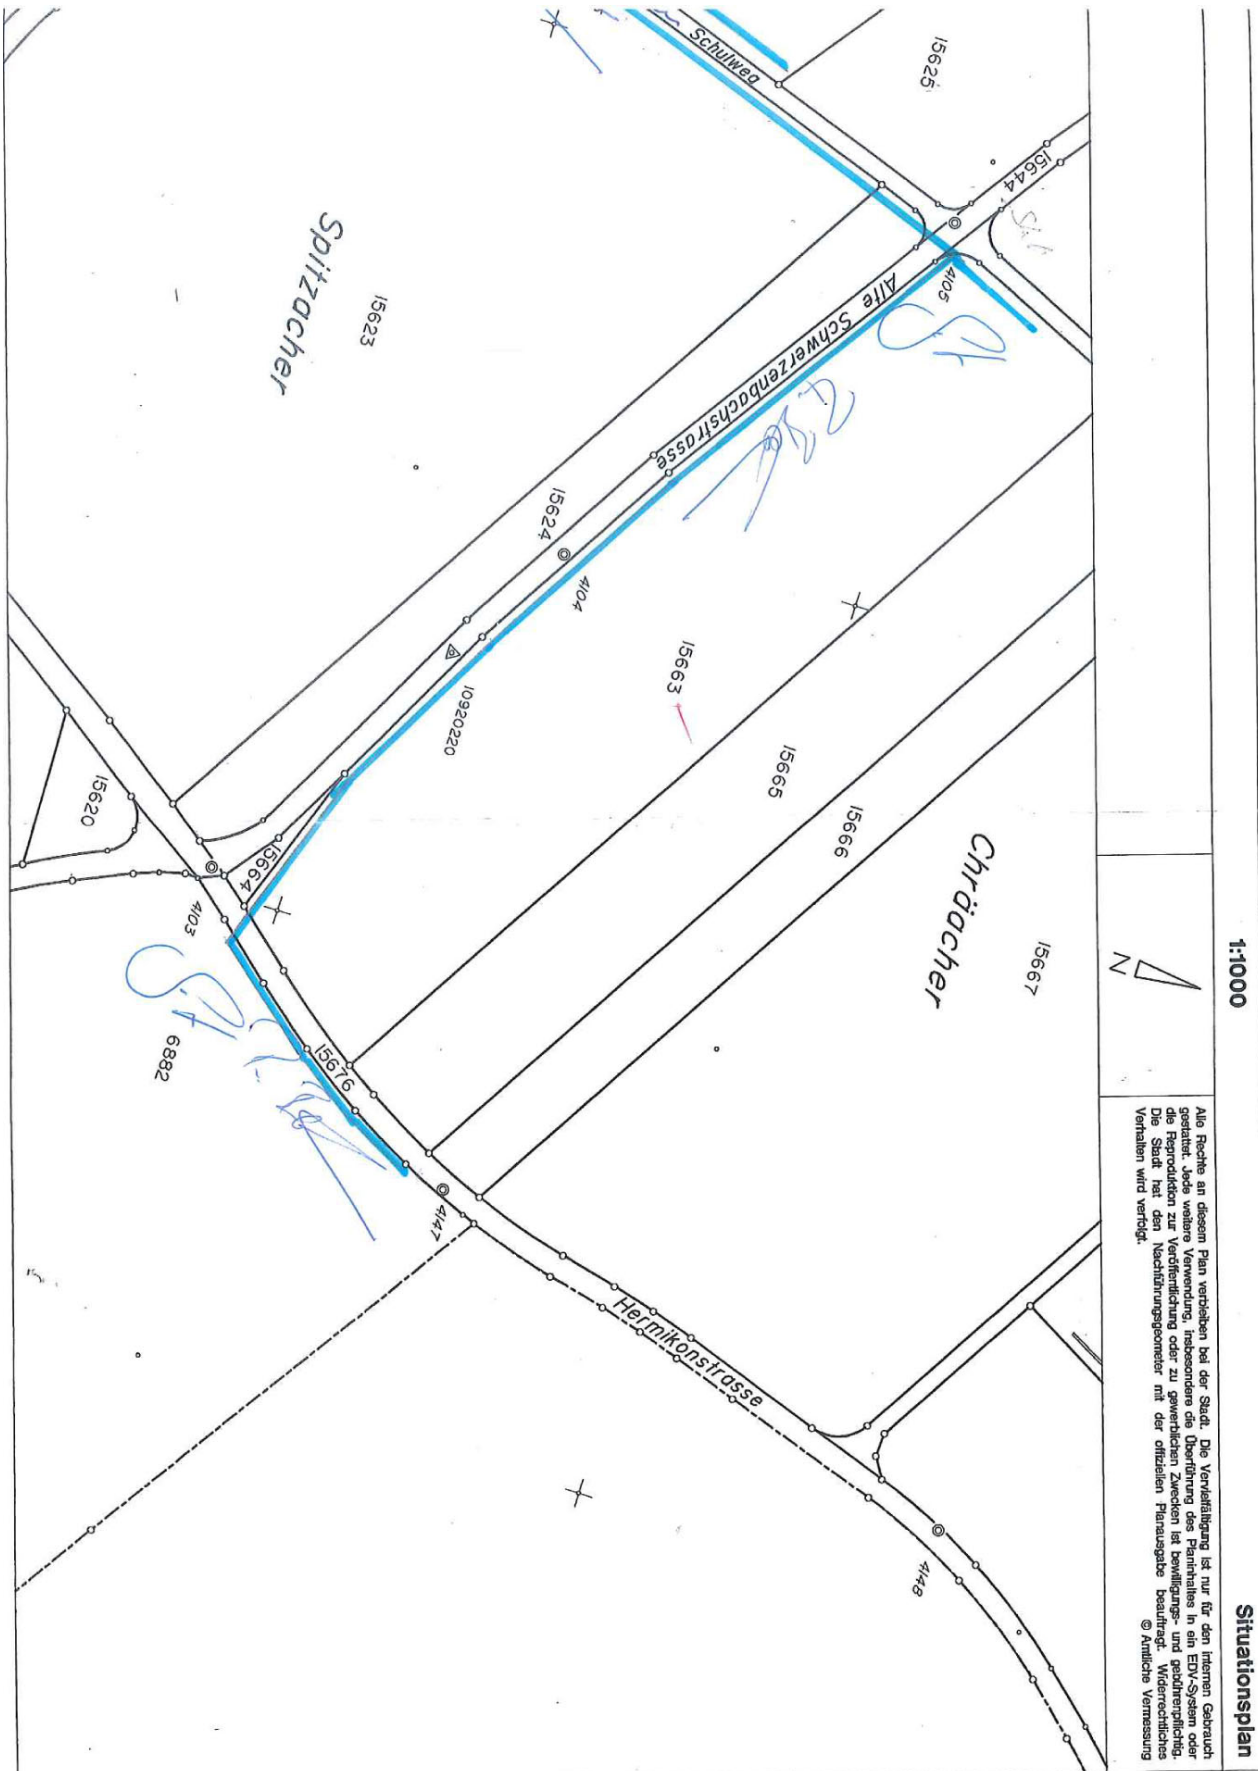 Situationsplan
1:1000
Alle Rechte an diesem Plan verbleiben bei der Stadt. Die Vervielfältigung ist nur für den internen Gebrauch
gestattet. Jede weitere Verwendung, insbesondere die Überführung des Planinhaltes in ein EDV-System oder
die Reproduktion zur Veröffentlichung oder zu gewerblichen Zwecken ist bewilligungs- und gebührenpflichtig.
Die Stadt hat den Nachführungsgeometer mit der offiziellen Planausgabe beauftragt. Widerrechtliches
Verhalten wird verfolgt.
© Amtliche Vermessung
N
15625
15644
Schulweg
4105
Alte Schwerzenbachstrasse
Spitzacher
15623
15624
4104
15663
10920220
15665
15666
Chräacher
15667
15620
15664
4103
6882
15676
4147
Hermikonstrasse
4148